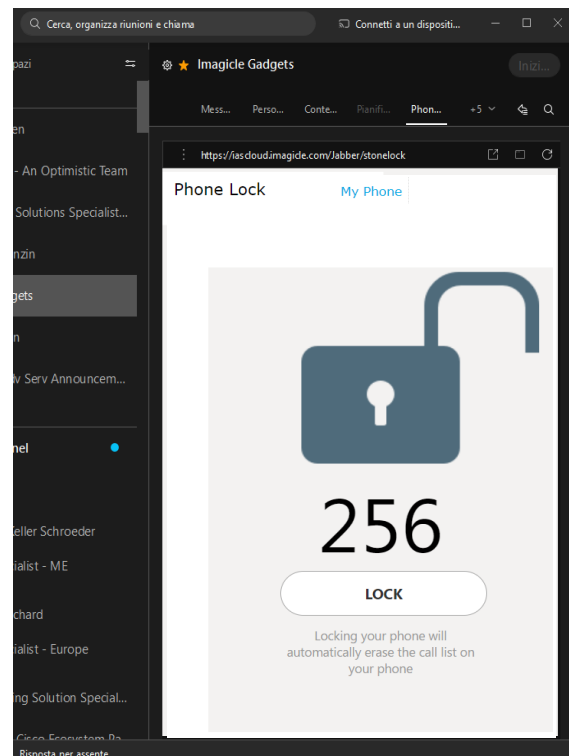 Cerca, organizza riunioni e chiama
Connetti a un dispositi...
pazi
Imagicle Gadgets
Inizi...
Mess...
Perso...
Conte...
Pianifi...
Phon...
+5
en
- An Optimistic Team
Solutions Specialist...
nzin
gets
n
dv Serv Announcem...
nel
Keller Schroeder
ialist - ME
chard
ialist - Europe
ing Solution Special...
Cisco Ecosystem Pa
Risposta per assente
https://iascloud.imagicle.com/Jabber/stonelock
Phone Lock
My Phone
256
LOCK
Locking your phone will
automatically erase the call list on
your phone